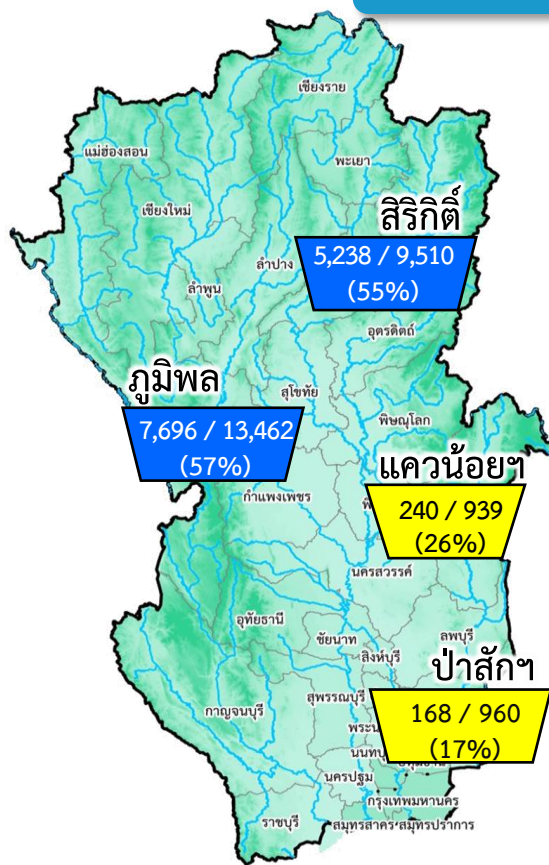 เชียงราย
แม่ฮ่องสอน
พะเยา
เชียงใหม่
สิริกิติ์
5,238 / 9,510
(55%)
ลำปาง
ลำพูน
อุตรดิตถ์
ภูมิพล
7,696 / 13,462
(57%)
สุโขทัย
พิษณุโลก
แควน้อยฯ
240 / 939
(26%)
กำแพงเพชร
นครสวรรค์
อุทัยธานี
ชัยนาท
ลพบุรี
สิงห์บุรี
ป่าสักฯ
168 / 960
(17%)
สุพรรณบุรี
กาญจนบุรี
นครปฐม
กรุงเทพมหานคร
ราชบุรี
สมุทรสาคร
สมุทรปราการ